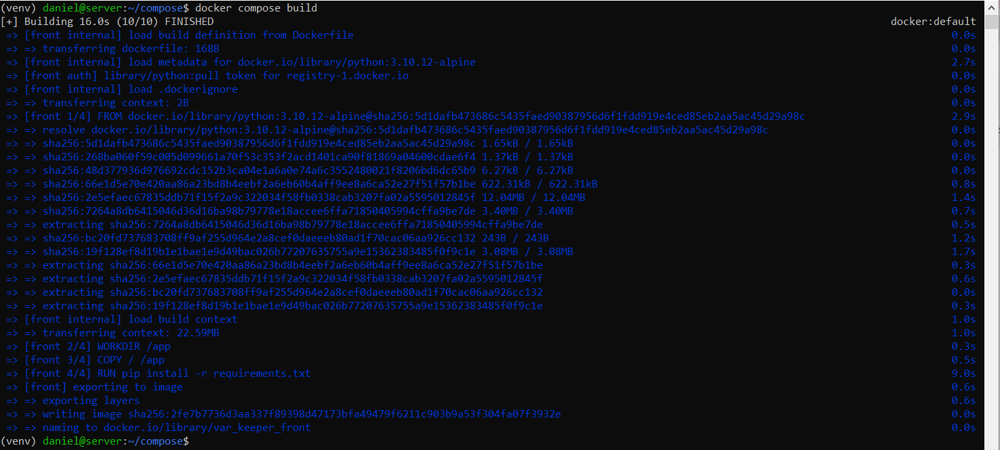 (venv) daniel@server:~/compose$ docker compose build
[+] Building 16.0s (10/10) FINISHED docker:default
=> [front internal] load build definition from Dockerfile 0.0s
=> => transferring dockerfile: 168B 0.0s
=> [front internal] load metadata for docker.io/library/python:3.10.12-alpine 2.7s
=> [front auth] library/python:pull token for registry-1.docker.io 0.0s
=> [front internal] load .dockerignore 0.0s
=> => transferring context: 2B 0.0s
=> [front 1/4] FROM docker.io/library/python:3.10.12-alpine@sha256:5d1dafb473686c5435faed90387956d6f1fdd919e4ced85eb2aa5ac45d29a98c 2.9s
=> => resolve docker.io/library/python:3.10.12-alpine@sha256:5d1dafb473686c5435faed90387956d6f1fdd919e4ced85eb2aa5ac45d29a98c 0.0s
=> => sha256:5d1dafb473686c5435faed90387956d6f1fdd919e4ced85eb2aa5ac45d29a98c 1.65kB / 1.65kB 0.0s
=> => sha256:268ba060f59c005d099661a70f53c353f2acd1401ca90f81869a04600cdae6f4 1.37kB / 1.37kB 0.0s
=> => sha256:48d377936d976692cdc152b3ca04e1a6a0e74a6c3552480021f8206bd6dc65b9 6.27kB / 6.27kB 0.0s
=> => sha256:66e1d5e70e420aa86a23bd8b4eebf2a6eb60b4aff9ee8a6ca52e27f51f57b1be 622.31kB / 622.31kB 0.8s
=> => sha256:2e5efaec67835ddb71f15f2a9c322034f58fb0338cab3207fa02a5595012845f 12.04MB / 12.04MB 1.4s
=> => sha256:7264a8db6415046d36d16ba98b79778e18accee6ffa71850405994cffa9be7de 3.40MB / 3.40MB 0.7s
=> => extracting sha256:7264a8db6415046d36d16ba98b79778e18accee6ffa71850405994cffa9be7de 0.5s
=> => sha256:bc20fd737683708ff9af255d964e2a8cef0daeeeb80ad1f70cac06aa926cc132 243B / 243B 1.2s
=> => sha256:19f128ef8d19b1e1bae1e9d49bac026b77207635755a9e15362383485f0f9c1e 3.08MB / 3.08MB 1.7s
=> => extracting sha256:66e1d5e70e420aa86a23bd8b4eebf2a6eb60b4aff9ee8a6ca52e27f51f57b1be 0.3s
=> => extracting sha256:2e5efaec67835ddb71f15f2a9c322034f58fb0338cab3207fa02a5595012845f 0.6s
=> => extracting sha256:bc20fd737683708ff9af255d964e2a8cef0daeeeb80ad1f70cac06aa926cc132 0.0s
=> => extracting sha256:19f128ef8d19b1e1bae1e9d49bac026b77207635755a9e15362383485f0f9c1e 0.3s
=> [front internal] load build context 1.0s
=> => transferring context: 22.59MB 1.0s
=> [front 2/4] WORKDIR /app 0.3s
=> [front 3/4] COPY / /app 0.5s
=> [front 4/4] RUN pip install -r requirements.txt 9.0s
=> [front] exporting to image 0.6s
=> => exporting layers 0.6s
=> => writing image sha256:2fe7b7736d3aa337f89398d47173bfa49479f6211c903b9a53f304fa07f3932e 0.0s
=> => naming to docker.io/library/var_keeper_front 0.0s
(venv) daniel@server:~/compose$